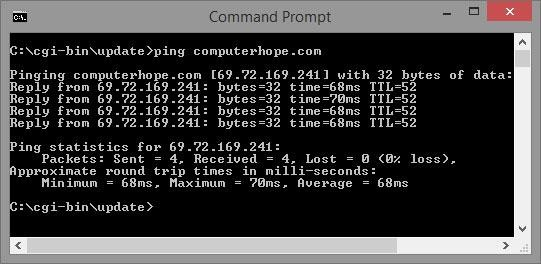 Command Prompt
C:\cgi-bin\update>ping computerhope.com
Pinging computerhope.com [69.72.169.241] with 32 bytes of data:
Reply from 69.72.169.241: bytes=32 time=68ms TTL=52
Reply from 69.72.169.241: bytes=32 time=70ms TTL=52
Reply from 69.72.169.241: bytes=32 time=68ms TTL=52
Reply from 69.72.169.241: bytes=32 time=68ms TTL=52
Ping statistics for 69.72.169.241:
    Packets: Sent = 4, Received = 4, Lost = 0 (0% loss),
Approximate round trip times in milli-seconds:
    Minimum = 68ms, Maximum = 70ms, Average = 68ms
C:\cgi-bin\update>